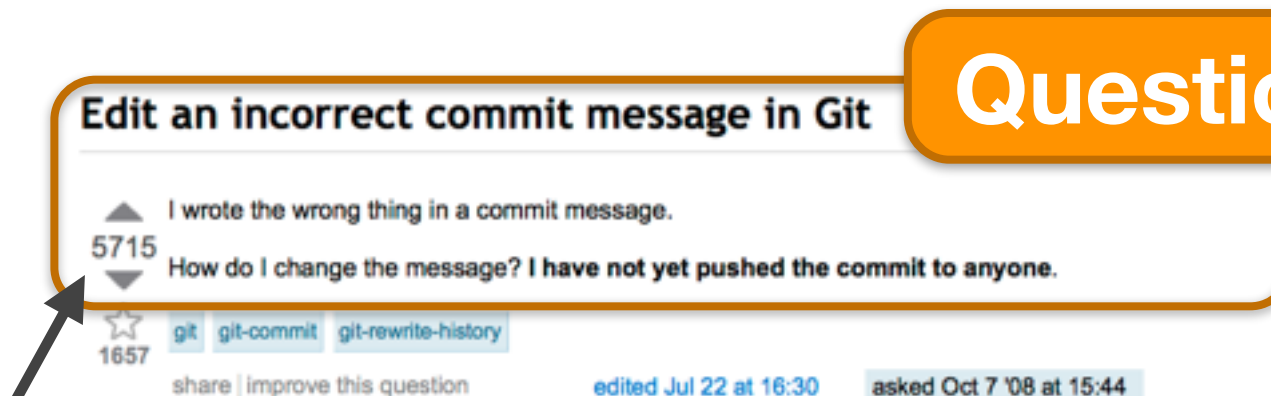 Edit an incorrect commit message in Git
I wrote the wrong thing in a commit message.
5715
How do I change the message? I have not yet pushed the commit to anyone.
git git-commit git-rewrite-history
1657
share | improve this question edited Jul 22 at 16:30 asked Oct 7 '08 at 15:44